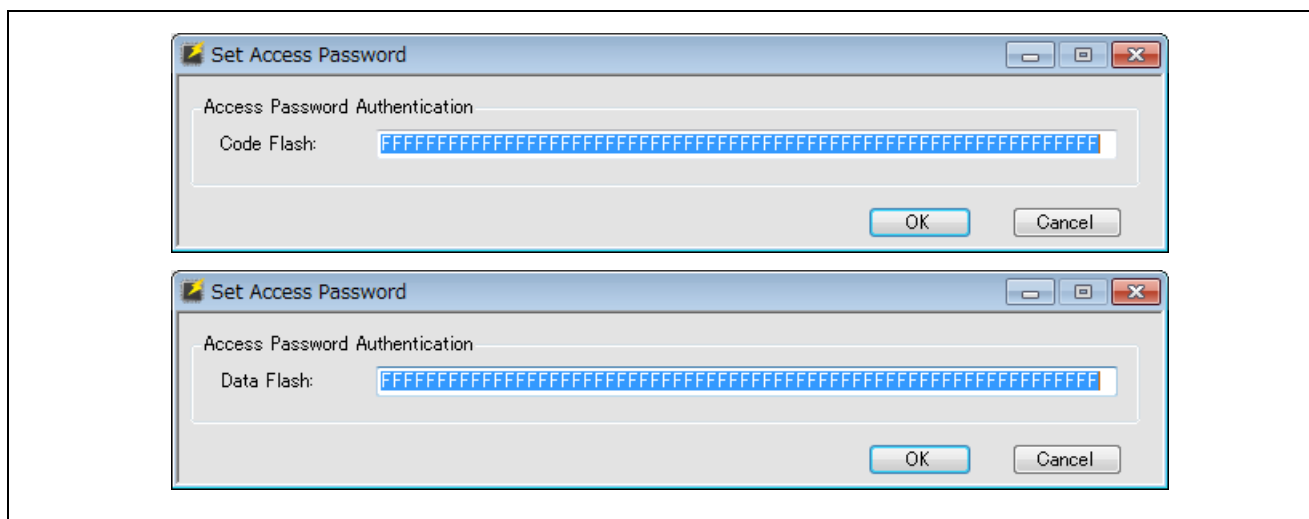 Set Access Password
Access Password Authentication
Code Flash: FFFFFFFFFFFFFFFFFFFFFFFFFFFFFFFFFFFFFFFFFFFFFFFFFFFFFFFFFFFFFFFF
OK Cancel
Set Access Password
Access Password Authentication
Data Flash: FFFFFFFFFFFFFFFFFFFFFFFFFFFFFFFFFFFFFFFFFFFFFFFFFFFFFFFFFFFFFFFF
OK Cancel